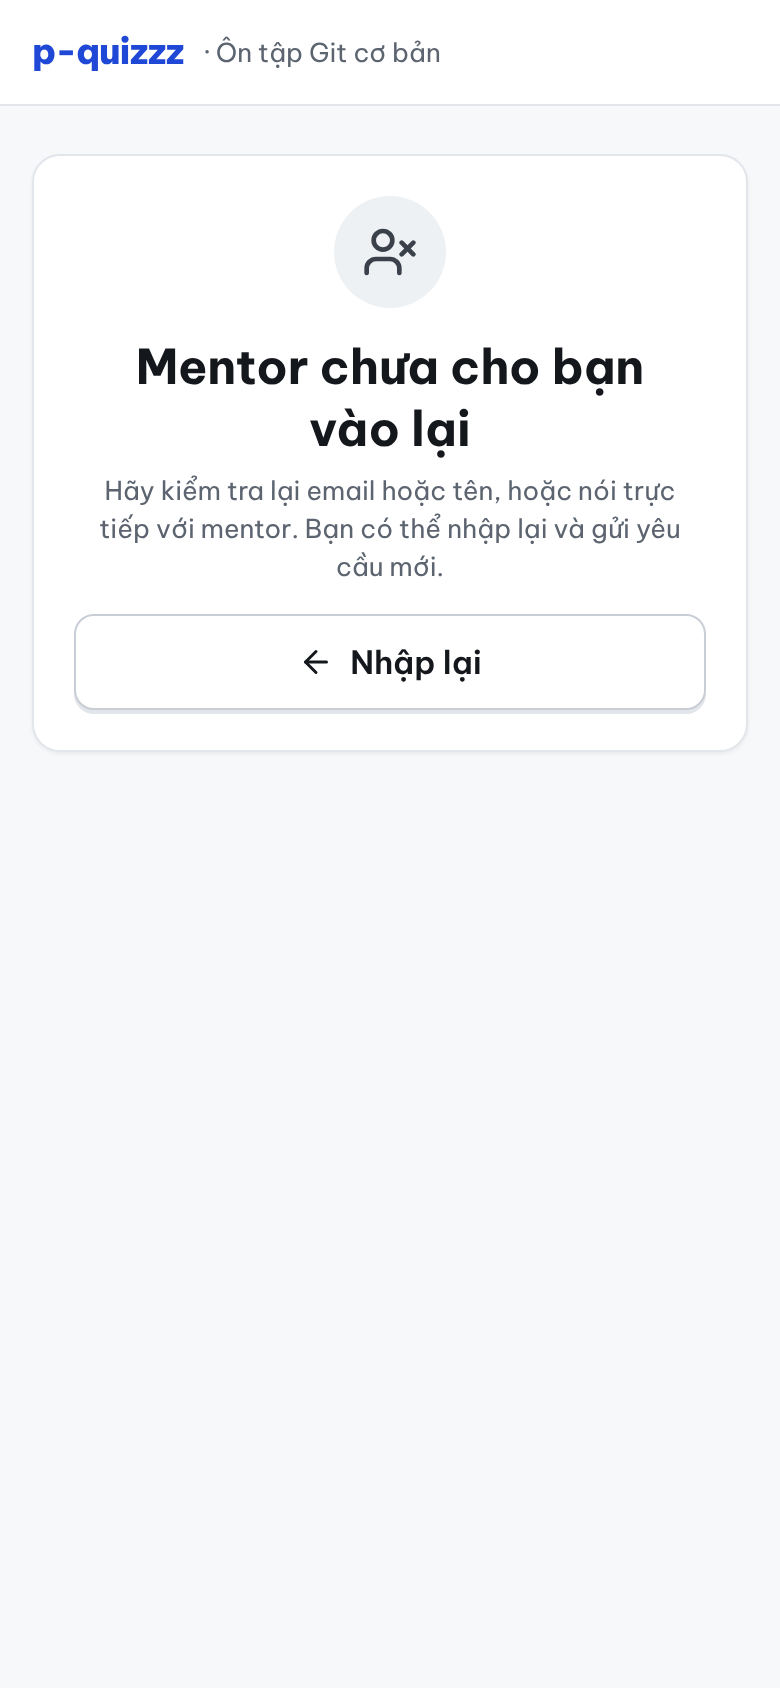 p-quizzz · Ôn tập Git cơ bản
Mentor chưa cho bạn
vào lại
Hãy kiểm tra lại email hoặc tên, hoặc nói trực
tiếp với mentor. Bạn có thể nhập lại và gửi yêu
cầu mới.
Nhập lại